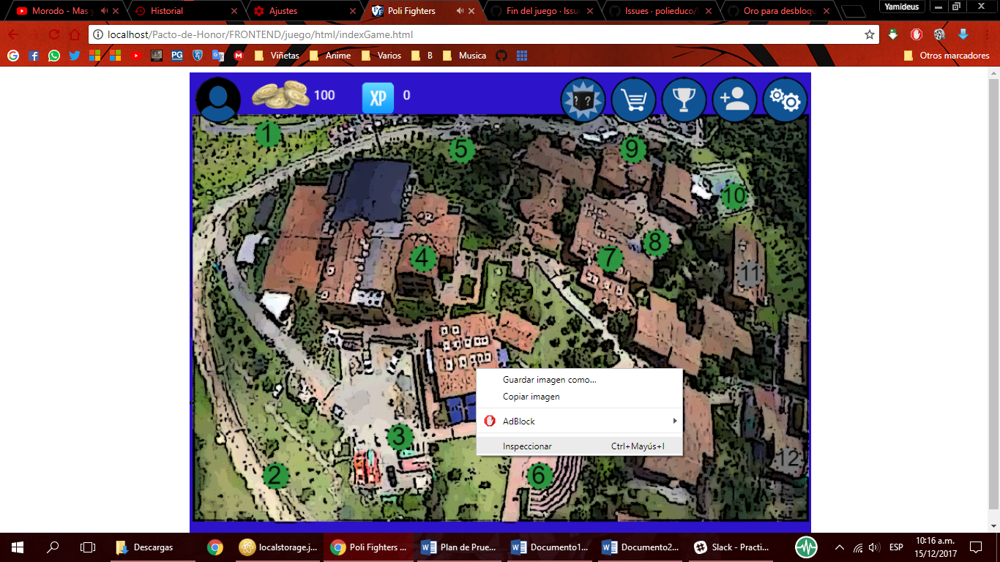 Morodo - Mas y
Historial
Ajustes
Poli Fighters
Fin del juego · Issu
Issues · polieduco/
Oro para desbloqu
Yamideus
localhost/Pacto-de-Honor/FRONTEND/juego/html/indexGame.html
Viñetas
Anime
Varios
B
Musica
Otros marcadores
100
XP
0
? ?
1
5
9
10
8
4
7
11
Guardar imagen como...
Copiar imagen
AdBlock
Inspeccionar Ctrl+Mayús+I
3
2
6
12
Descargas
localstorage.j...
Poli Fighters ...
Plan de Prue...
Documento1...
Documento2...
Slack - Practi...
ESP
10:16 a.m.
15/12/2017